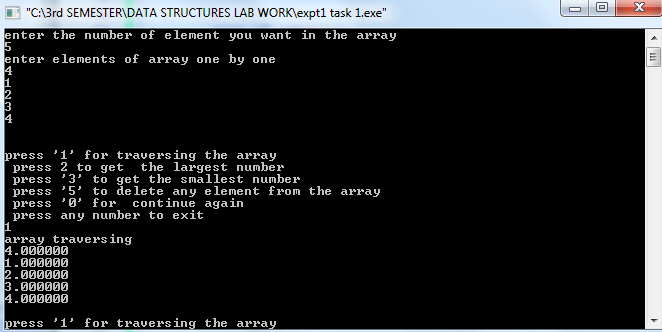 "C:\3rd SEMESTER\DATA STRUCTURES LAB WORK\expt1 task 1.exe"
enter the number of element you want in the array
5
enter elements of array one by one
4
1
2
3
4
press '1' for traversing the array
press 2 to get  the largest number
press '3' to get the smallest number
press '5' to delete any element from the array
press '0' for  continue again
press any number to exit
1
array traversing
4.000000
1.000000
2.000000
3.000000
4.000000
press '1' for traversing the array